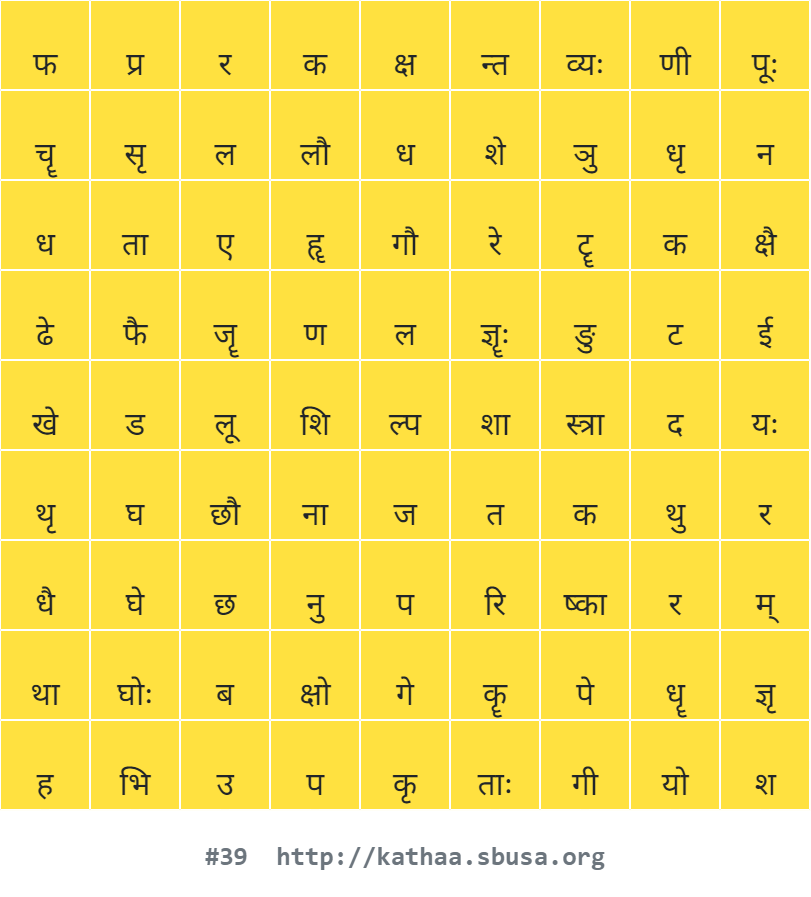 फ प्र र क क्ष न्त व्यः णी पूः
चॄ सृ ल लौ ध शे ञु धृ न
ध ता ए हॄ गौ रे टॄ क क्षै
ढे फै जॄ ण ल ज्ञॄः ङु ट ई
खे ड लू शि ल्प शा स्त्रा द यः
थृ घ छौ ना ज त क थु र
धै घे छ नु प रि ष्का र म्
था घोः ब क्षो गे कॄ पे धॄ ज्ञृ
ह भि उ प कृ ताः गी यो श
#39 http://kathaa.sbusa.org